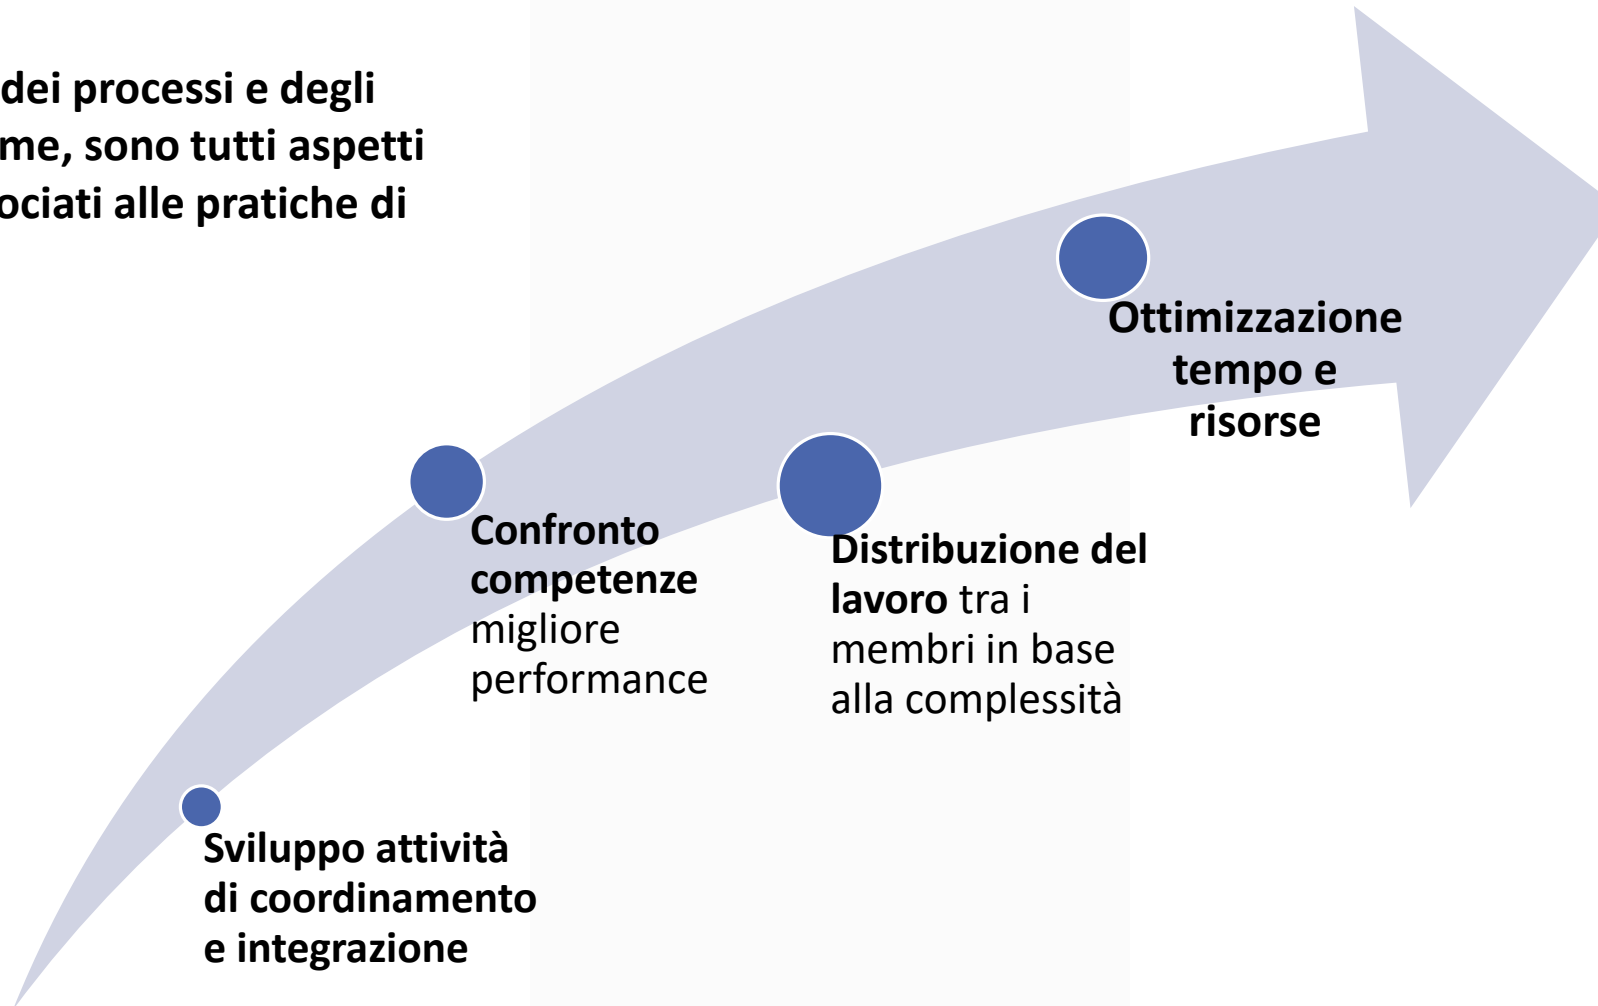 dei processi e degli
me, sono tutti aspetti
ociati alle pratiche di
Ottimizzazione
tempo e
risorse
Confronto
competenze
migliore
performance
Distribuzione del
lavoro tra i
membri in base
alla complessità
Sviluppo attività
di coordinamento
e integrazione